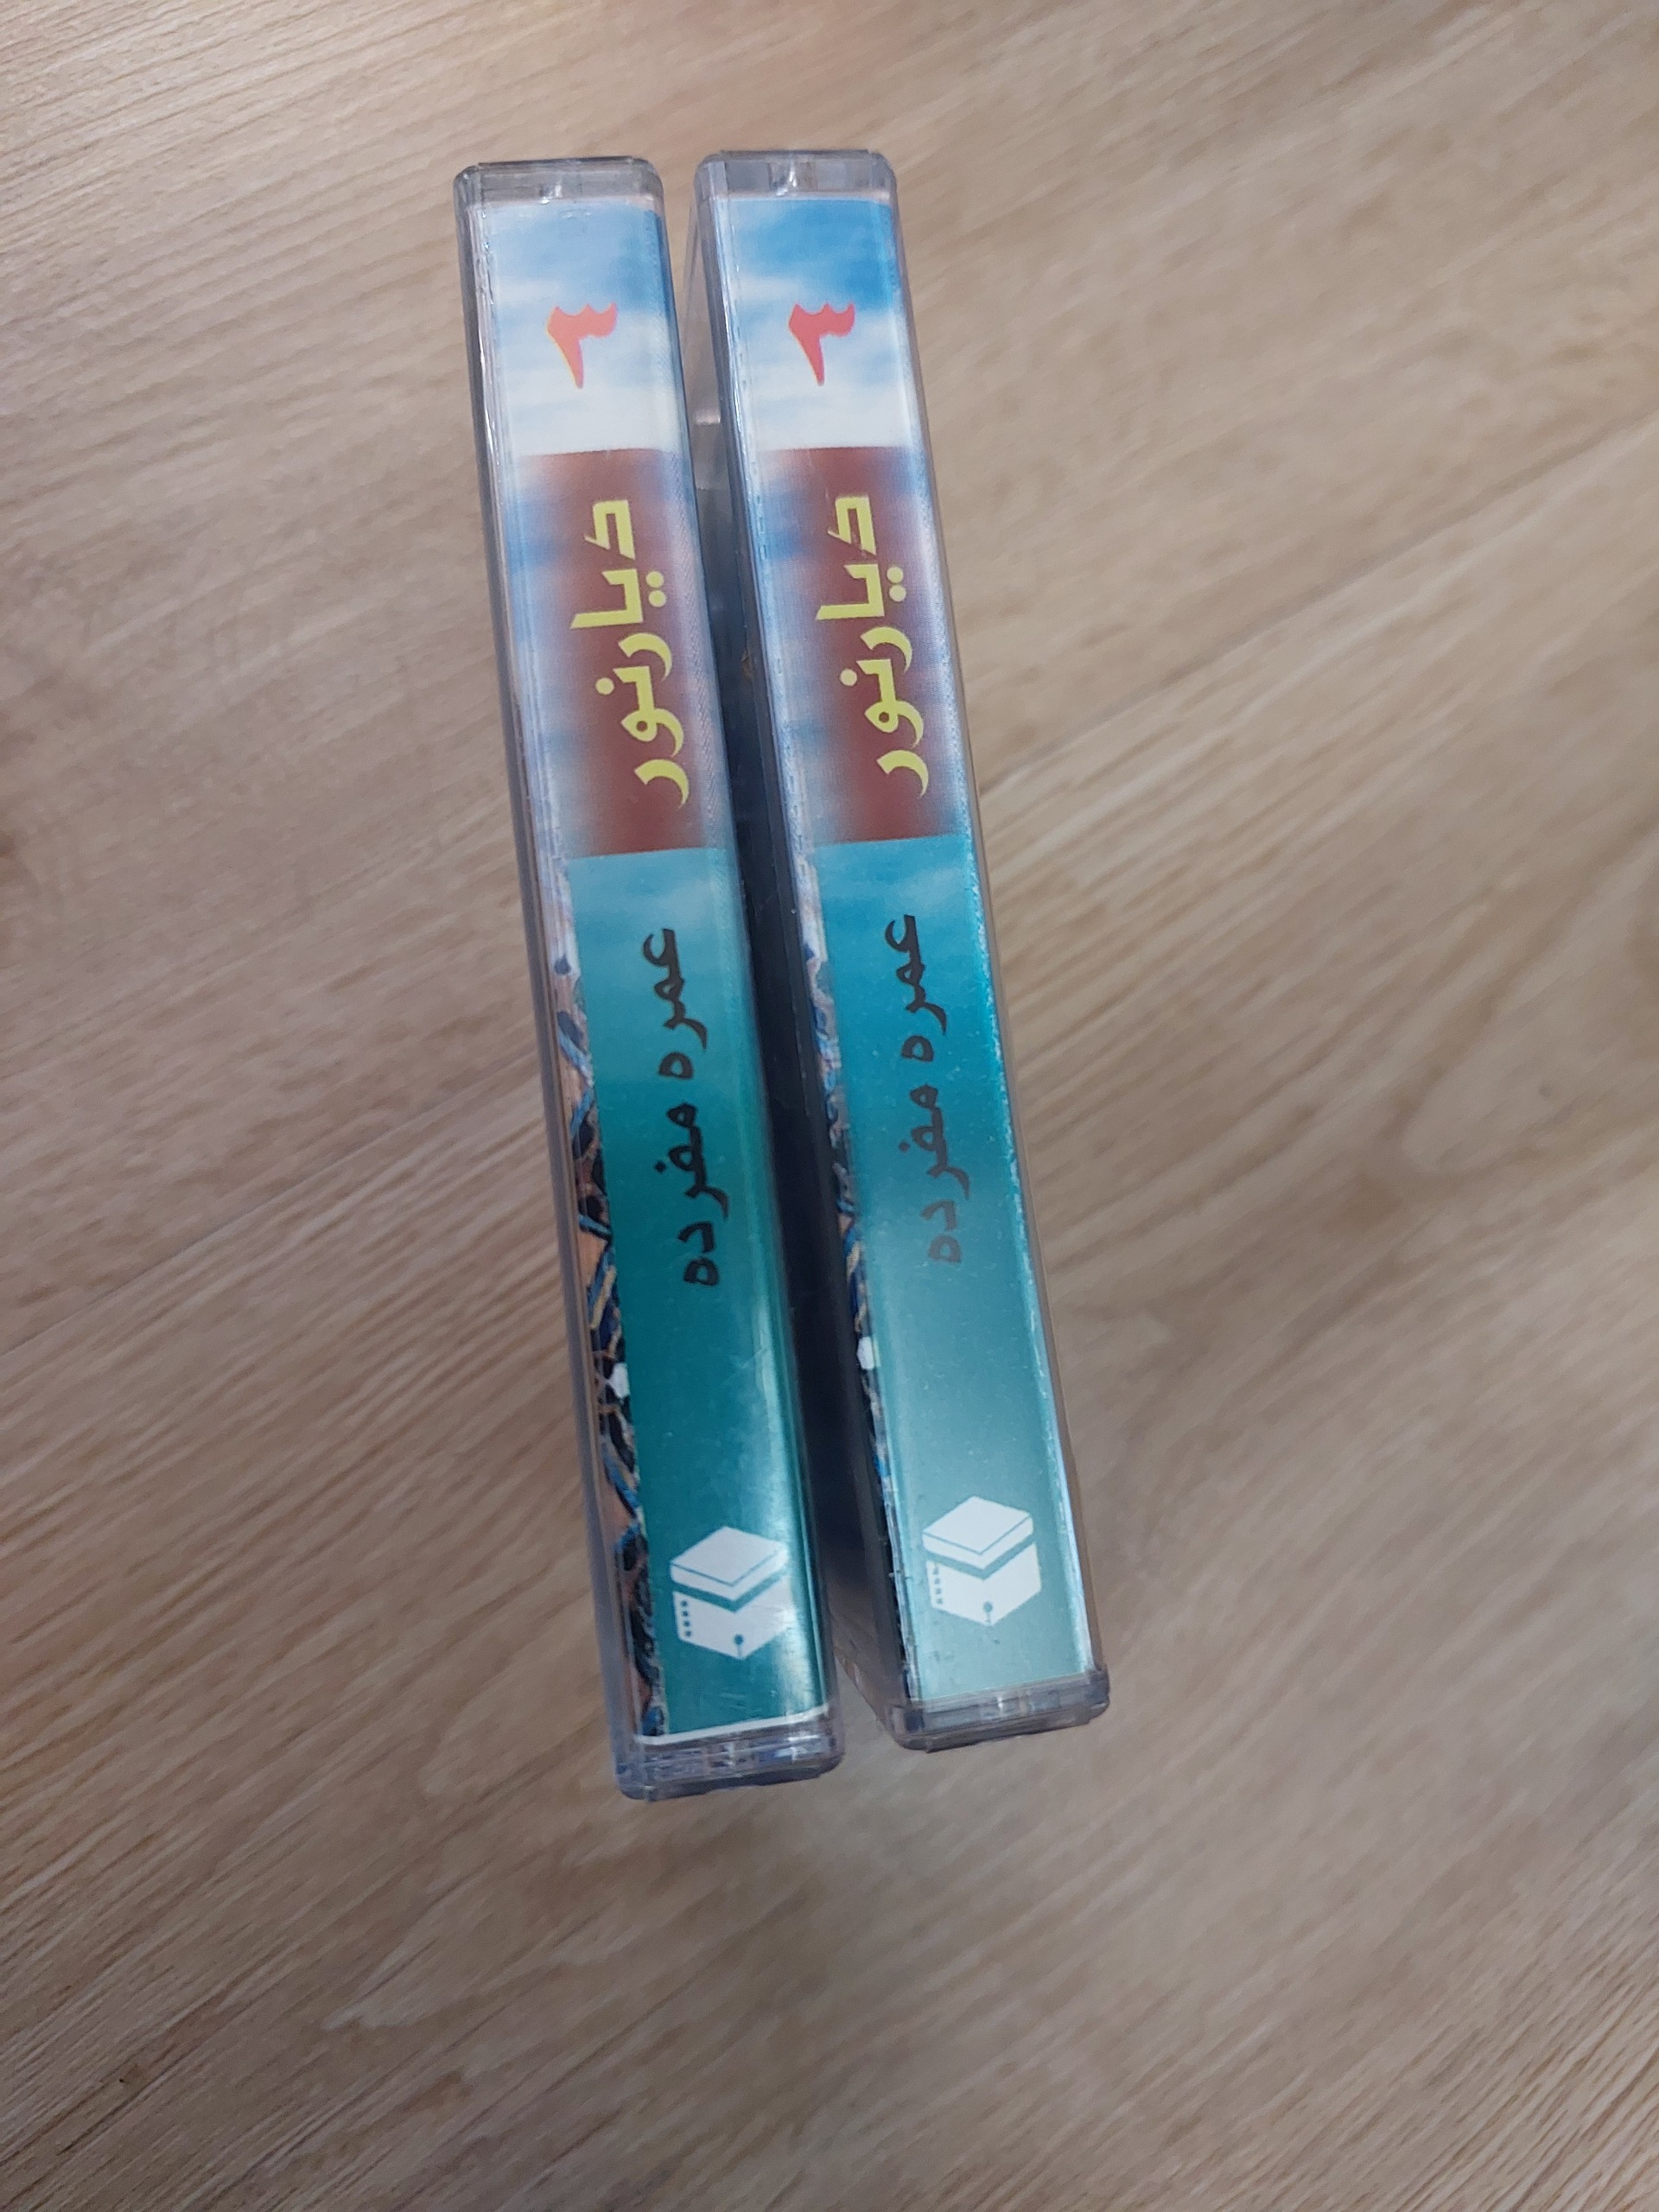 ۳
دیار نور
عمره مفرده
۳
دیار نور
عمره مفرده